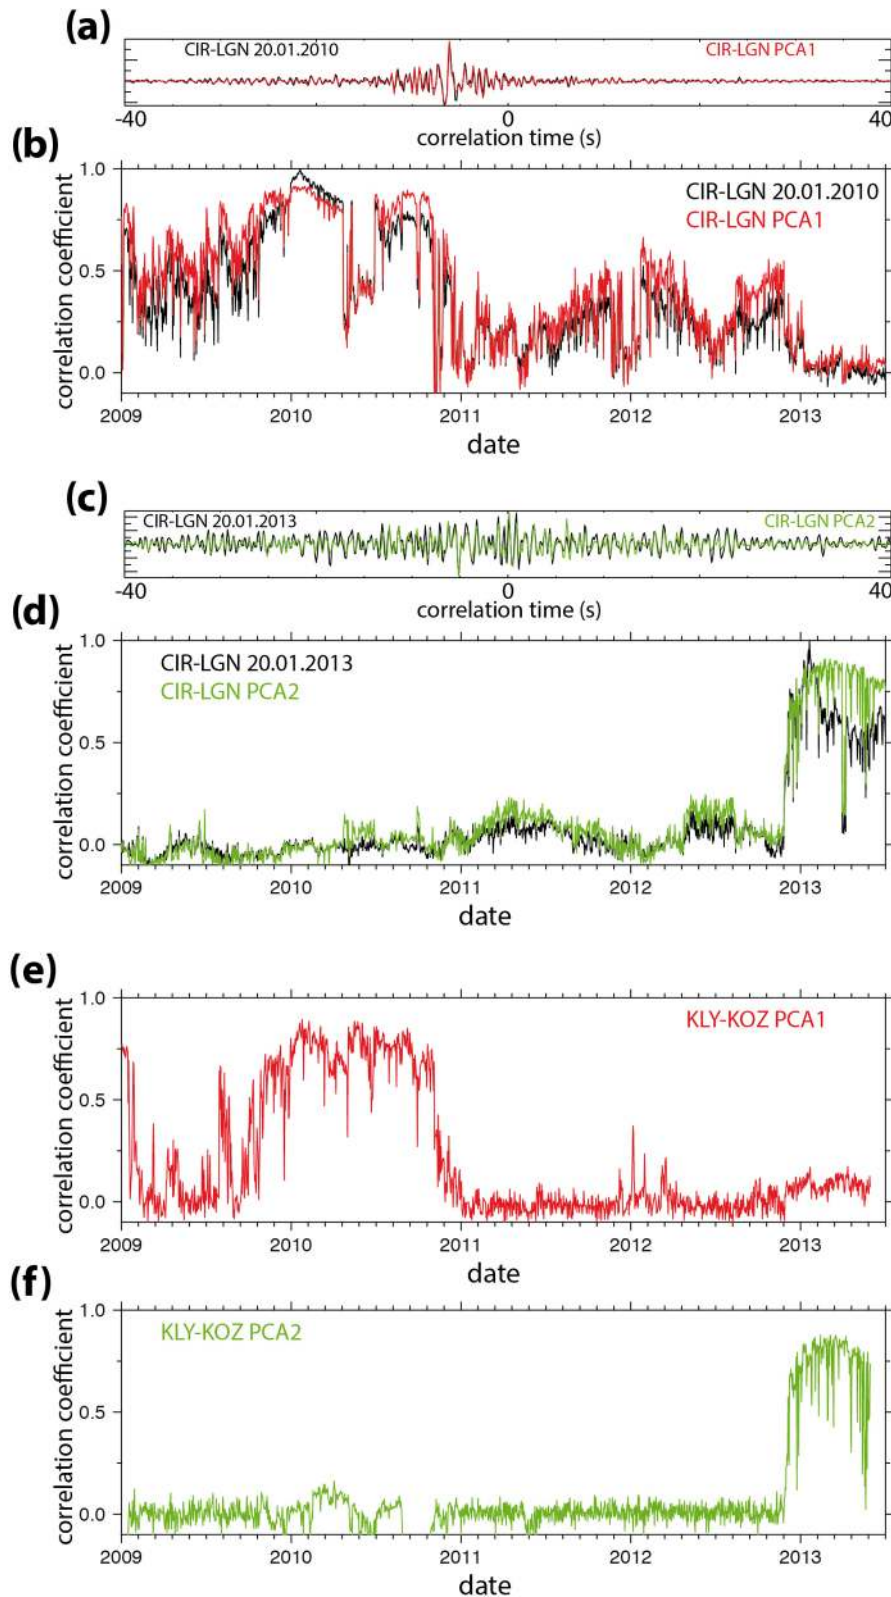 (a)
CIR-LGN 20.01.2010 CIR-LGN PCA1
-40 0 40
correlation time (s)
(b)
correlation coefficient
1.0
0.5
0.0
CIR-LGN 20.01.2010
CIR-LGN PCA1
2009 2010 2011 2012 2013
date
(c)
CIR-LGN 20.01.2013 CIR-LGN PCA2
-40 0 40
correlation time (s)
(d)
correlation coefficient
1.0
0.5
0.0
CIR-LGN 20.01.2013
CIR-LGN PCA2
2009 2010 2011 2012 2013
date
(e)
correlation coefficient
1.0
0.5
0.0
KLY-KOZ PCA1
2009 2010 2011 2012 2013
date
(f)
correlation coefficient
1.0
0.5
0.0
KLY-KOZ PCA2
2009 2010 2011 2012 2013
date